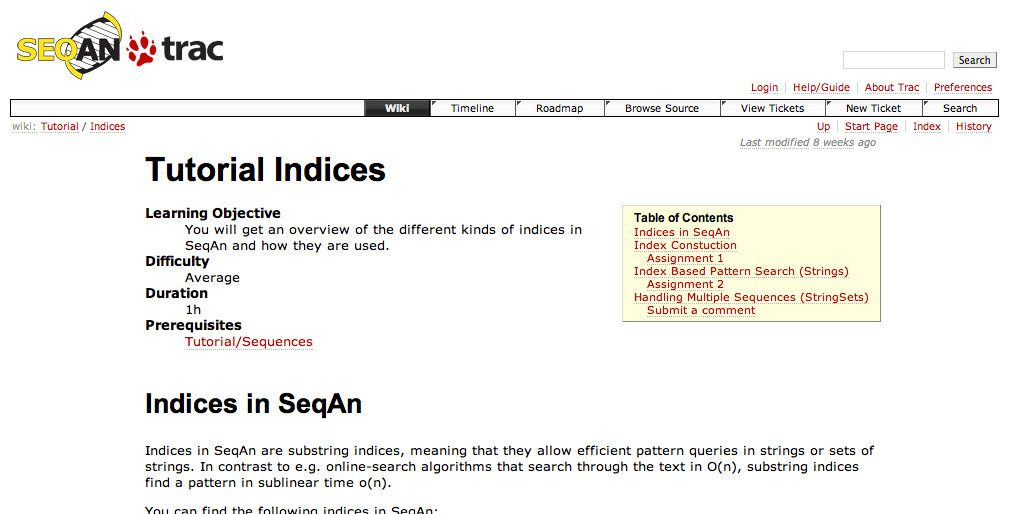 SEQAN trac
Search
Login Help/Guide About Trac Preferences
Wiki Timeline Roadmap Browse Source View Tickets New Ticket Search
wiki: Tutorial / Indices Up Start Page Index History
Last modified 8 weeks ago
Tutorial Indices
Learning Objective
You will get an overview of the different kinds of indices in
SeqAn and how they are used.
Difficulty
Average
Duration
1h
Prerequisites
Tutorial/Sequences
Table of Contents
Indices in SeqAn
Index Constuction
Assignment 1
Index Based Pattern Search (Strings)
Assignment 2
Handling Multiple Sequences (StringSets)
Submit a comment
Indices in SeqAn
Indices in SeqAn are substring indices, meaning that they allow efficient pattern queries in strings or sets of
strings. In contrast to e.g. online-search algorithms that search through the text in O(n), substring indices
find a pattern in sublinear time o(n).
You can find the following indices in SeqAn: